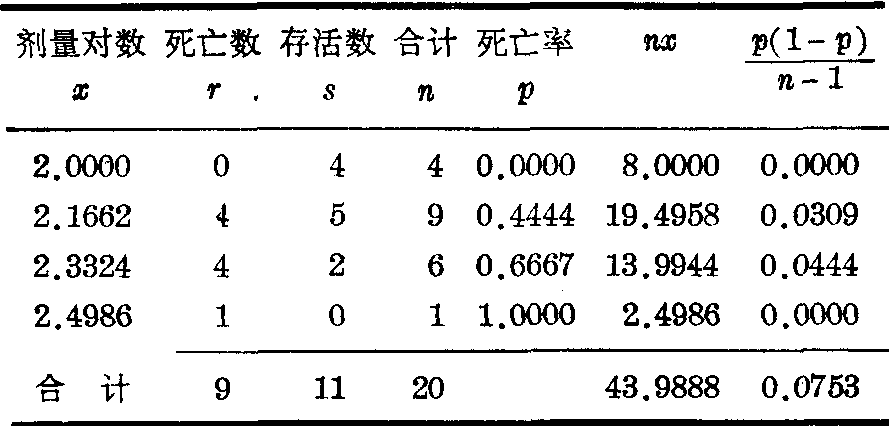 剂量对数 死亡数 存活数 合计 死亡率 nx p(1-p)
x r . s n p n-1
2.0000 0 4 4 0.0000 8.0000 0.0000
2.1662 4 5 9 0.4444 19.4958 0.0309
2.3324 4 2 6 0.6667 13.9944 0.0444
2.4986 1 0 1 1.0000 2.4986 0.0000
合 计 9 11 20 43.9888 0.0753